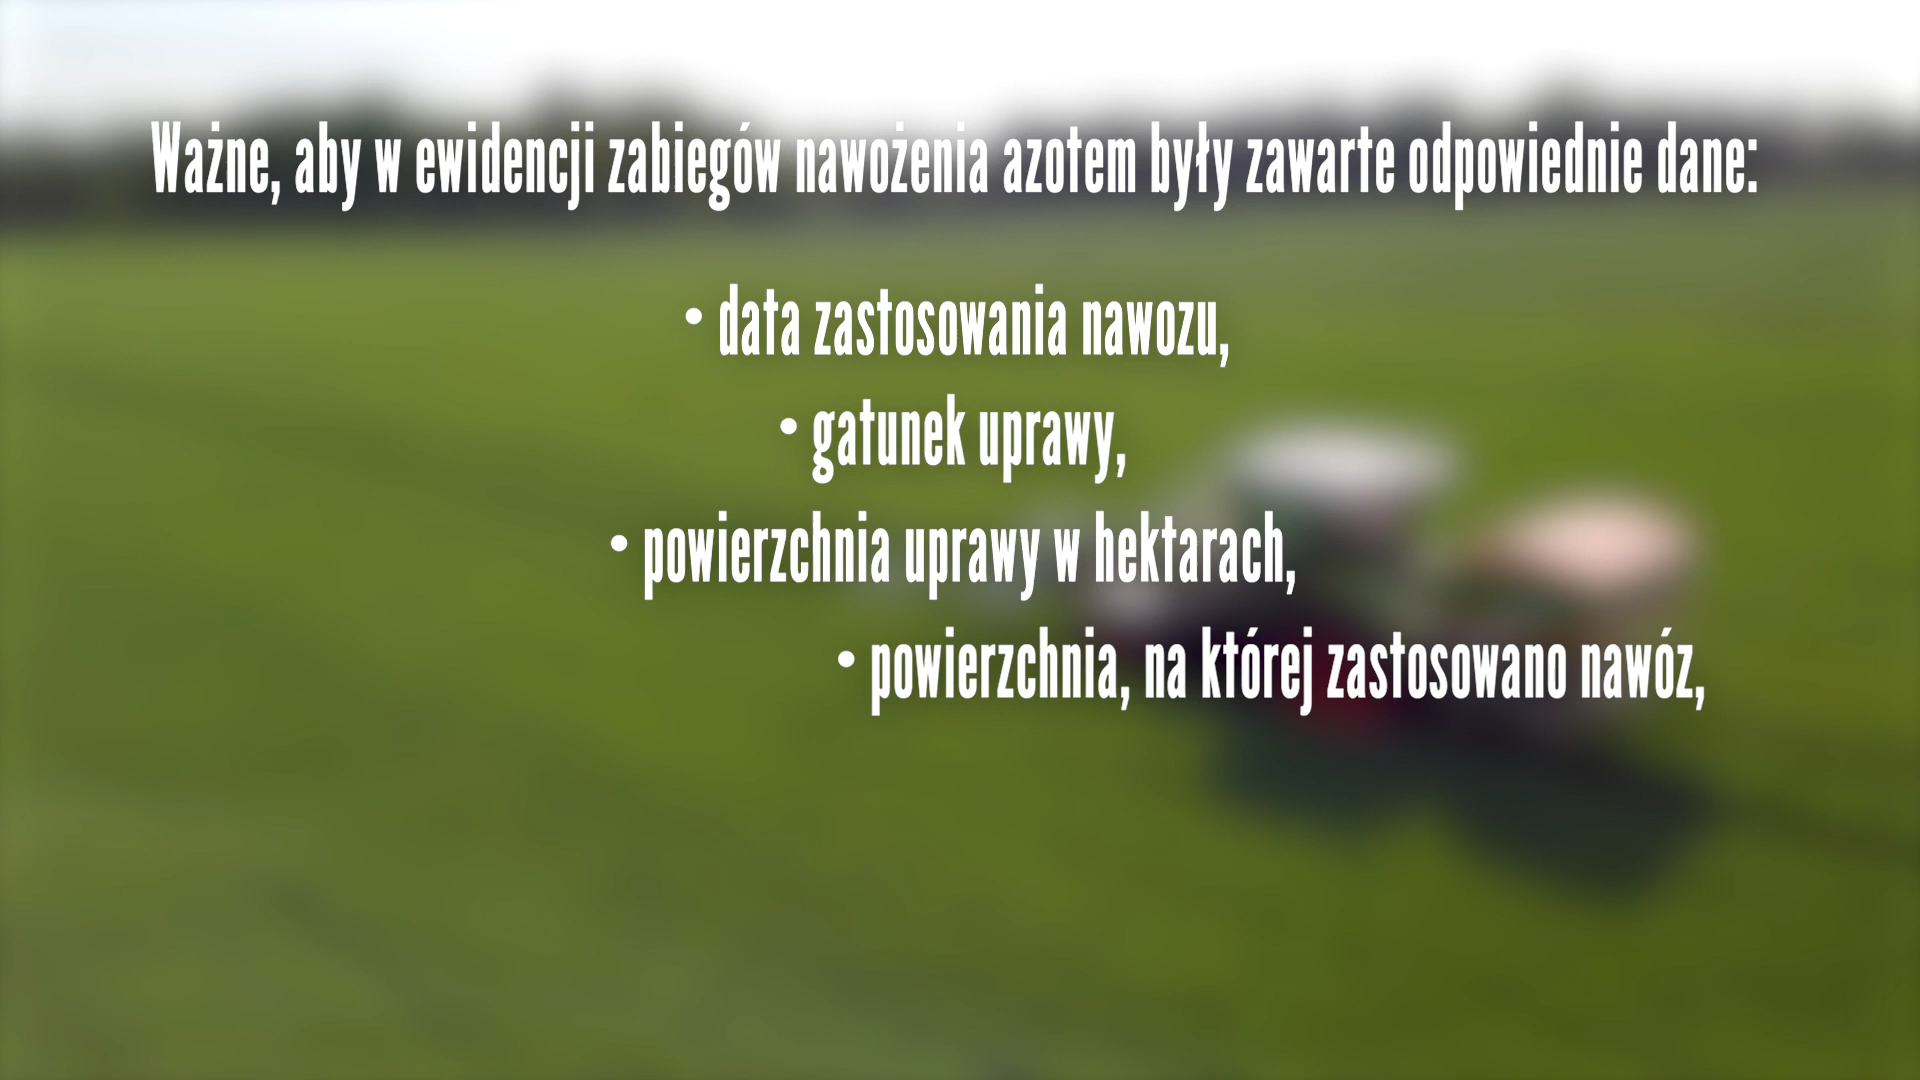 Ważne, aby w ewidencji zabiegów nawożenia azotem były zawarte odpowiednie dane:
• data zastosowania nawozu,
• gatunek uprawy,
• powierzchnia uprawy w hektarach,
• powierzchnia, na której zastosowano nawóz,